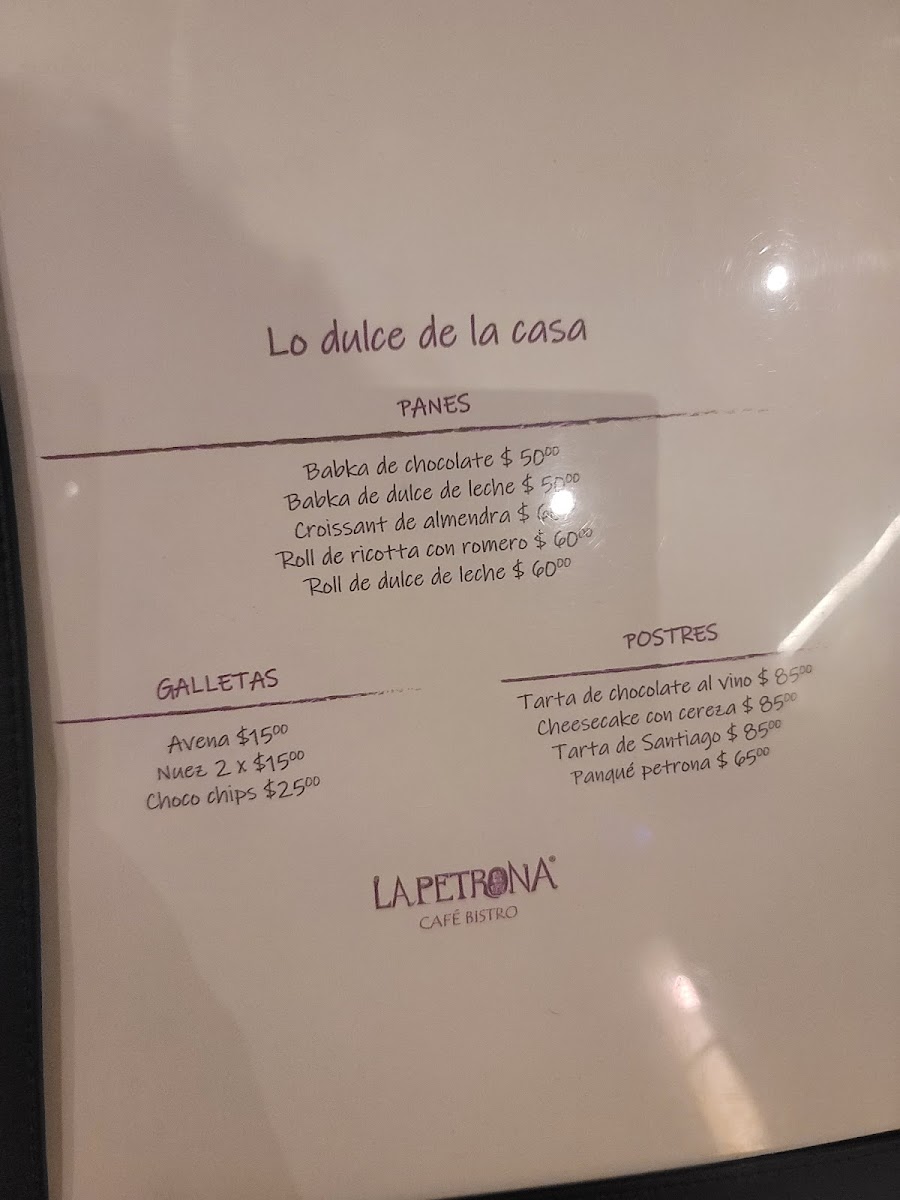 Lo dulce de la casa
PANES
Babka de chocolate $ 50⁰⁰
Babka de dulce de leche $ 50⁰⁰
Croissant de almendra $
Roll de ricotta con romero $ 60⁰⁰
Roll de dulce de leche $ 60⁰⁰
GALLETAS
Avena $15⁰⁰
Nuez 2 x $15⁰⁰
Choco chips $25⁰⁰
POSTRES
Tarta de chocolate al vino $ 85⁰⁰
Cheesecake con cereza $ 85⁰⁰
Tarta de Santiago $ 85⁰⁰
Panqué petrona $ 65⁰⁰
LA PETRONA®
CAFÉ BISTRO